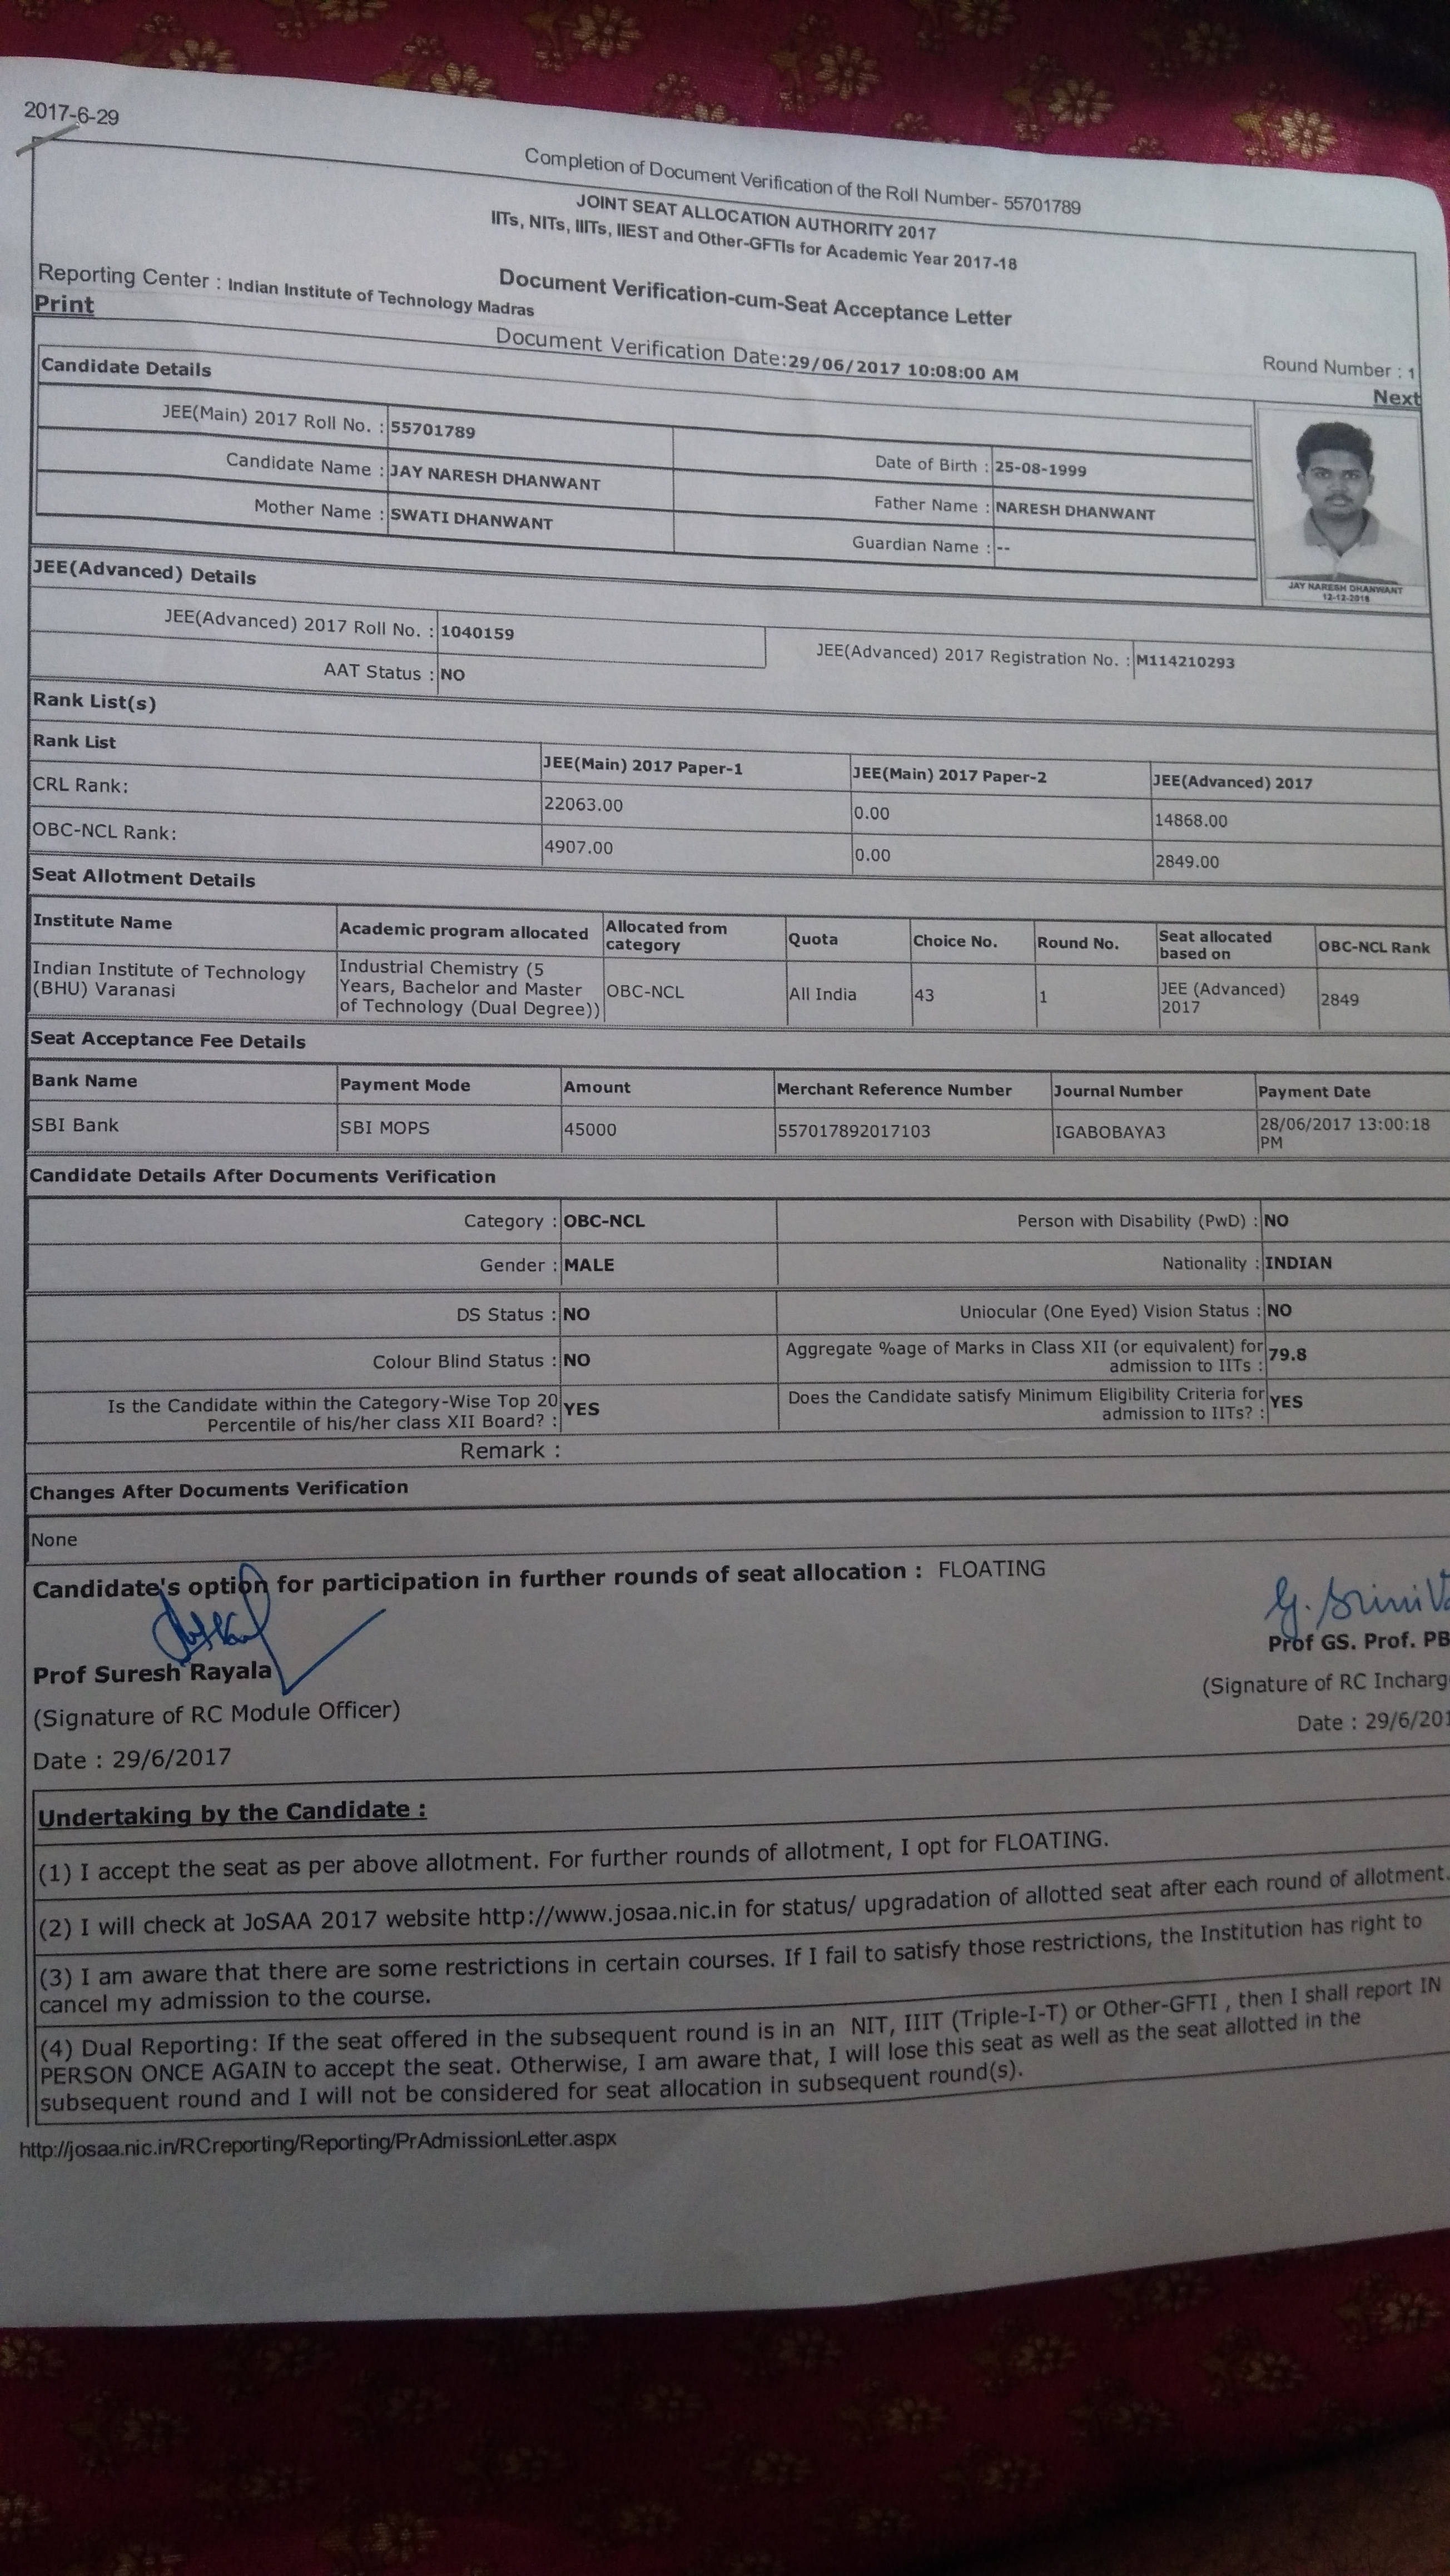 2017-6-29
Completion of Document Verification of the Roll Number- 55701789
JOINT SEAT ALLOCATION AUTHORITY 2017
IITs, NITs, IIITs, IIEST and Other-GFTIs for Academic Year 2017-18
Reporting Center : Indian Institute of Technology Madras
Document Verification-cum-Seat Acceptance Letter
Print
Document Verification Date:29/06/2017 10:08:00 AM
Round Number : 1
Next
Candidate Details
JEE(Main) 2017 Roll No. : 55701789
Date of Birth : 25-08-1999
Candidate Name : JAY NARESH DHANWANT
Father Name : NARESH DHANWANT
Mother Name : SWATI DHANWANT
Guardian Name : --
JAY NARESH DHANWANT
JEE(Advanced) Details
JEE(Advanced) 2017 Roll No. : 1040159
JEE(Advanced) 2017 Registration No. : M114210293
AAT Status : NO
Rank List(s)
Rank List JEE(Main) 2017 Paper-1 JEE(Main) 2017 Paper-2 JEE(Advanced) 2017
CRL Rank: 22063.00 0.00 14868.00
OBC-NCL Rank: 4907.00 0.00 2849.00
Seat Allotment Details
Institute Name Academic program allocated Allocated from category Quota Choice No. Round No. Seat allocated based on OBC-NCL Rank
Indian Institute of Technology (BHU) Varanasi Industrial Chemistry (5 Years, Bachelor and Master of Technology (Dual Degree)) OBC-NCL All India 43 1 JEE (Advanced) 2017 2849
Seat Acceptance Fee Details
Bank Name Payment Mode Amount Merchant Reference Number Journal Number Payment Date
SBI Bank SBI MOPS 45000 557017892017103 IGABOBAYA3 28/06/2017 13:00:18 PM
Candidate Details After Documents Verification
Category : OBC-NCL Person with Disability (PwD) : NO
Gender : MALE Nationality : INDIAN
DS Status : NO Uniocular (One Eyed) Vision Status : NO
Colour Blind Status : NO Aggregate %age of Marks in Class XII (or equivalent) for admission to IITs : 79.8
Is the Candidate within the Category-Wise Top 20 Percentile of his/her class XII Board? : YES Does the Candidate satisfy Minimum Eligibility Criteria for admission to IITs? : YES
Remark :
Changes After Documents Verification
None
Candidate's option for participation in further rounds of seat allocation : FLOATING
Prof Suresh Rayala
Prof GS. Prof. PB
(Signature of RC Module Officer)
(Signature of RC Incharg
Date : 29/6/2017
Date : 29/6/201
Undertaking by the Candidate :
(1) I accept the seat as per above allotment. For further rounds of allotment, I opt for FLOATING.
(2) I will check at JoSAA 2017 website http://www.josaa.nic.in for status/ upgradation of allotted seat after each round of allotment.
(3) I am aware that there are some restrictions in certain courses. If I fail to satisfy those restrictions, the Institution has right to
cancel my admission to the course.
(4) Dual Reporting: If the seat offered in the subsequent round is in an NIT, IIIT (Triple-I-T) or Other-GFTI , then I shall report IN
PERSON ONCE AGAIN to accept the seat. Otherwise, I am aware that, I will lose this seat as well as the seat allotted in the
subsequent round and I will not be considered for seat allocation in subsequent round(s).
http://josaa.nic.in/RCreporting/Reporting/PrAdmissionLetter.aspx